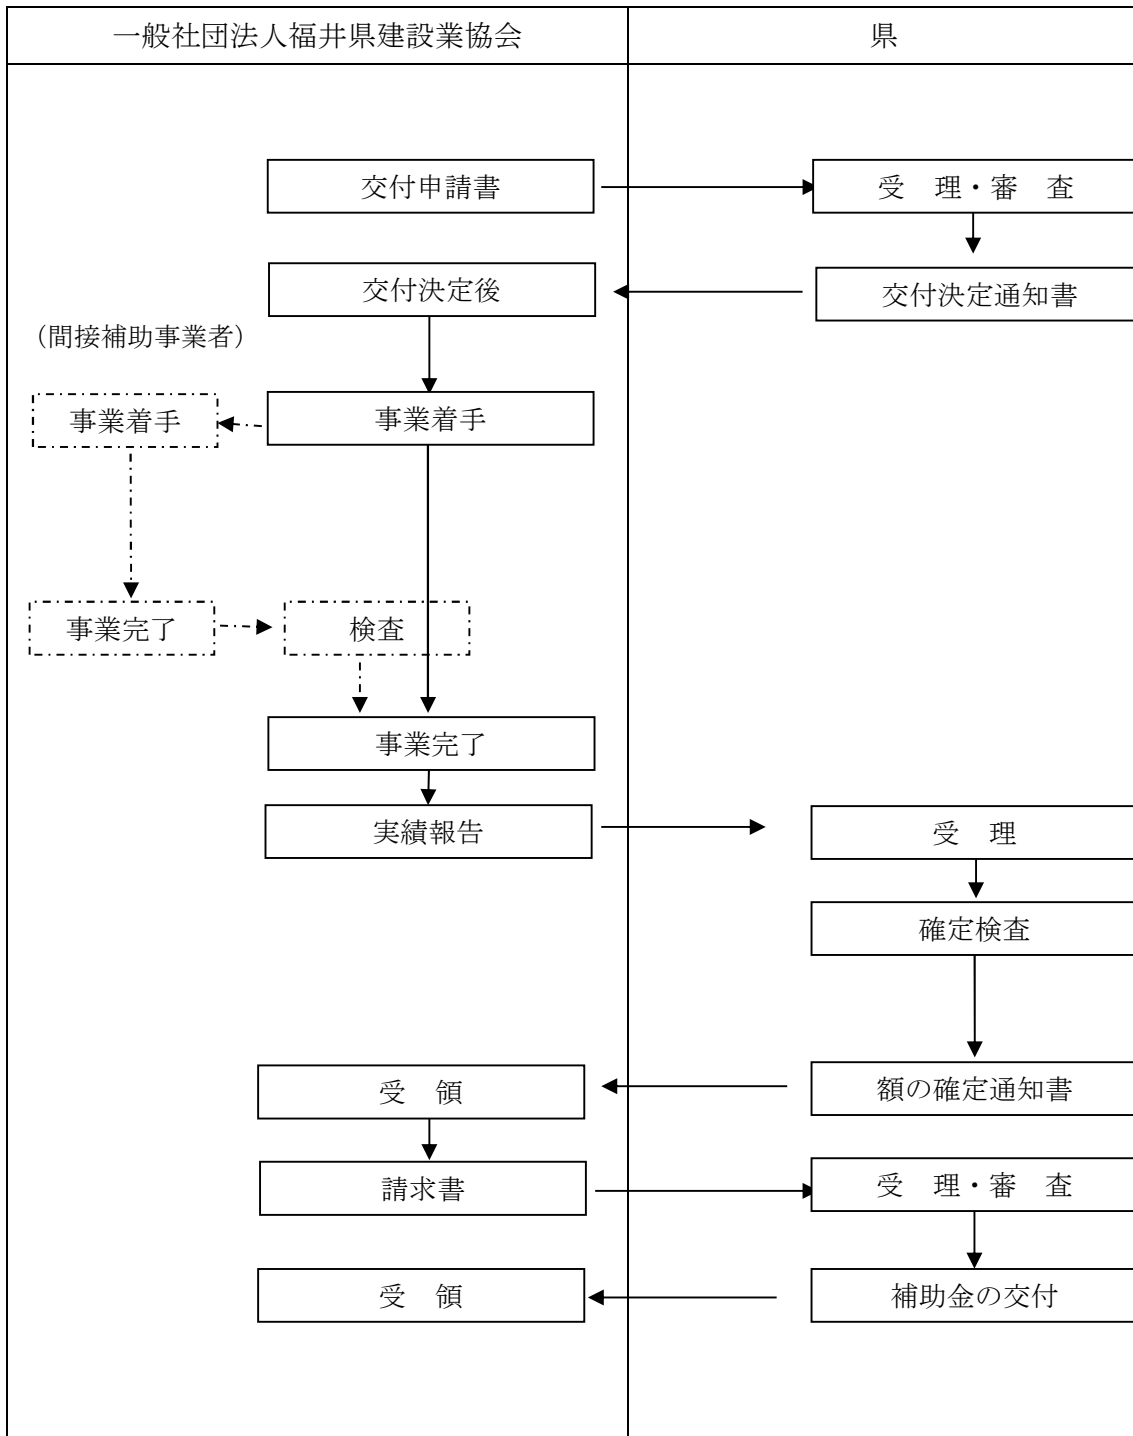 一般社団法人福井県建設業協会
県
交付申請書
受　理・審　査
交付決定後
交付決定通知書
（間接補助事業者）
事業着手
事業着手
事業完了
検査
事業完了
実績報告
受　理
確定検査
額の確定通知書
受　領
請求書
受　理・審　査
受　領
補助金の交付